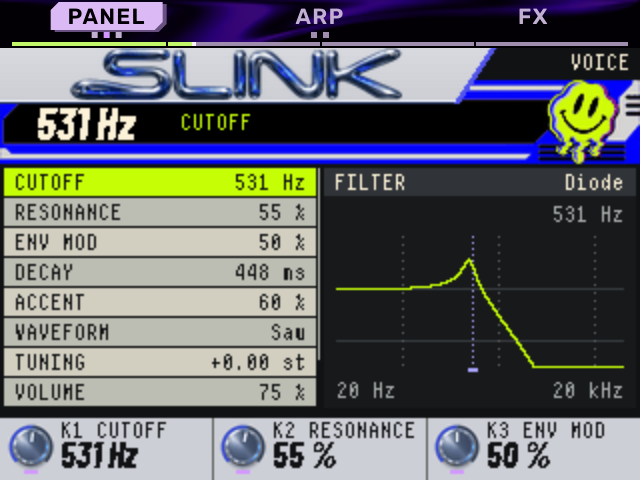 PANEL ARP FX
SLINK
VOICE
531 Hz CUTOFF
CUTOFF 531 Hz
RESONANCE 55 %
ENV MOD 50 %
DECAY 448 ms
ACCENT 60 %
WAVEFORM Saw
TUNING +0.00 st
VOLUME 75 %
FILTER Diode
531 Hz
20 Hz 20 kHz
K1 CUTOFF
531 Hz
K2 RESONANCE
55 %
K3 ENV MOD
50 %